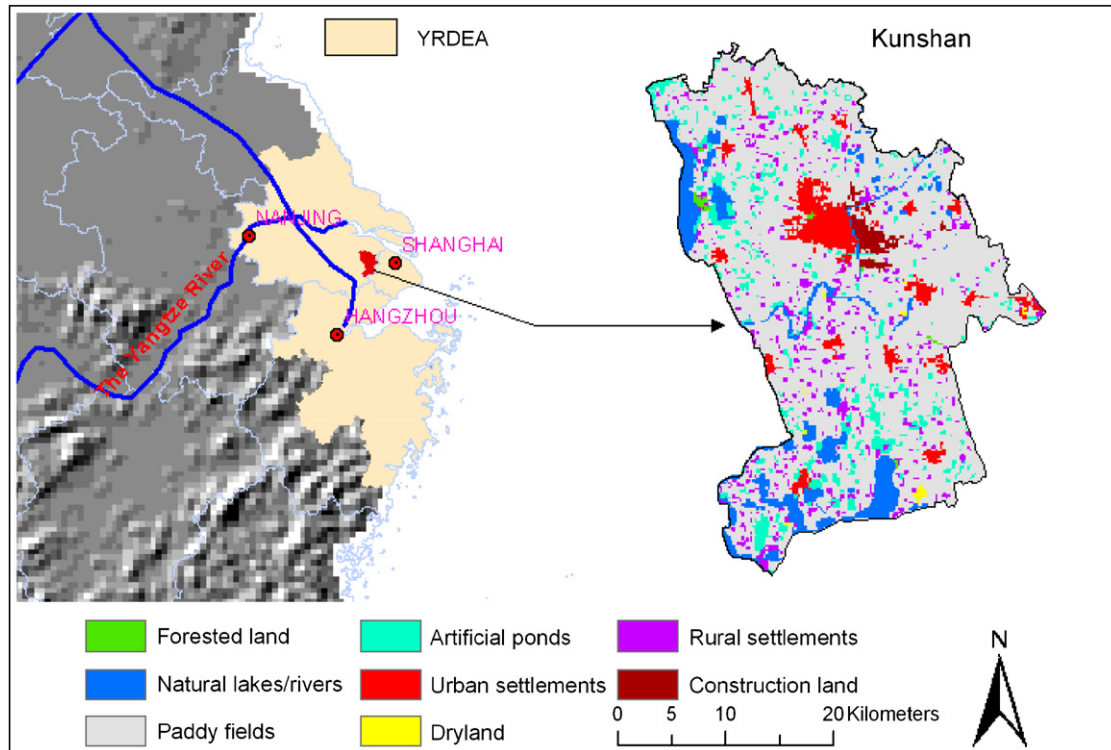 YRDEA
Kunshan
NANJING
SHANGHAI
HANGZHOU
The Yangtze River
Forested land
Artificial ponds
Rural settlements
Natural lakes/rivers
Urban settlements
Construction land
Paddy fields
Dryland
0 5 10 20 Kilometers
N